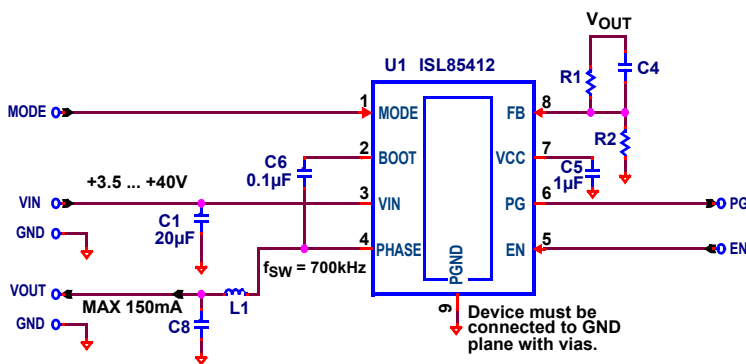 VOUT
U1 ISL85412
R1
C4
MODE
1
MODE
FB
8
R2
2
BOOT
VCC
7
C6
0.1µF
C5
1µF
+3.5 ... +40V
VIN
3
VIN
PG
6
PG
C1
20µF
GND
4
PHASE
EN
5
EN
fSW = 700kHz
PGND
VOUT
MAX 150mA
L1
C8
GND
9
Device must be
connected to GND
plane with vias.